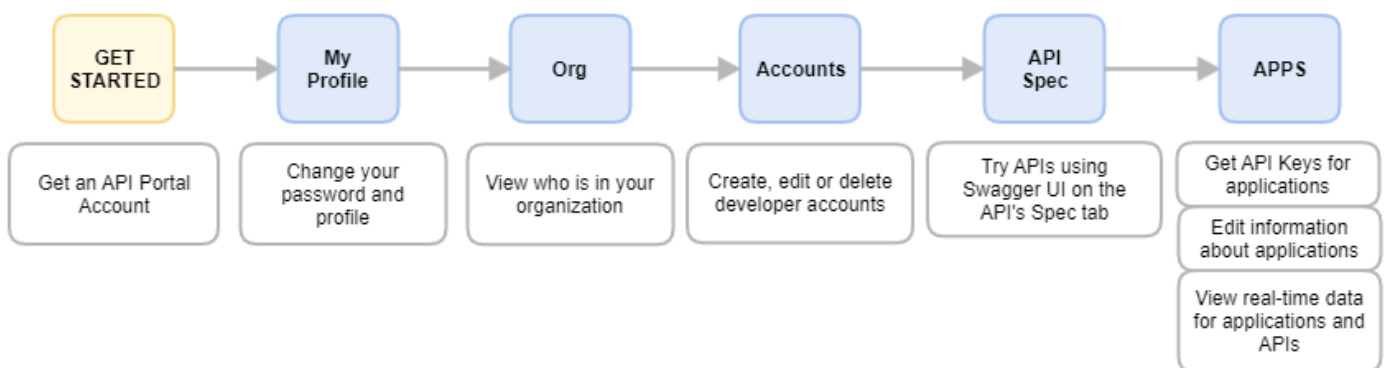 GET
STARTED
My
Profile
Org
Accounts
API
Spec
APPS
Get an API Portal
Account
Change your
password and
profile
View who is in your
organization
Create, edit or delete
developer accounts
Try APIs using
Swagger UI on the
API's Spec tab
Get API Keys for
applications
Edit information
about applications
View real-time data
for applications and
APIs